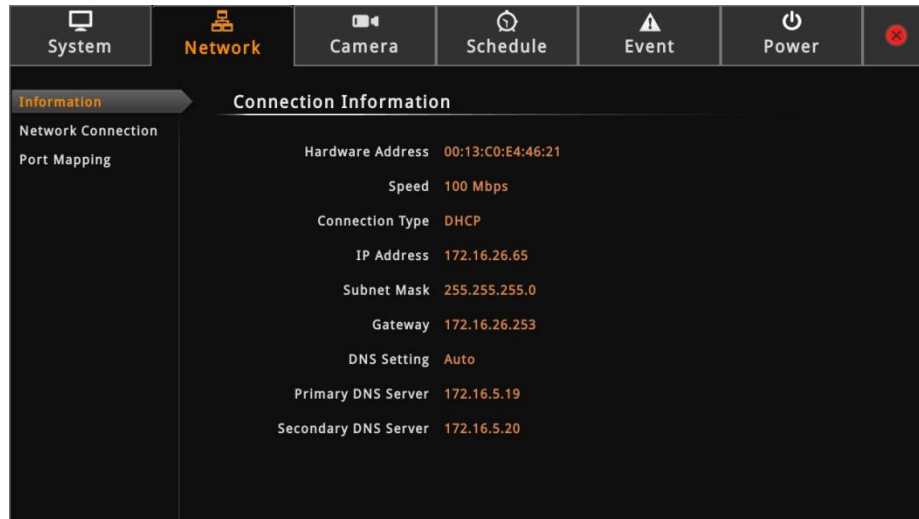 System Network Camera Schedule Event Power
Information
Network Connection
Port Mapping
Connection Information
Hardware Address 00:13:C0:E4:46:21
Speed 100 Mbps
Connection Type DHCP
IP Address 172.16.26.65
Subnet Mask 255.255.255.0
Gateway 172.16.26.253
DNS Setting Auto
Primary DNS Server 172.16.5.19
Secondary DNS Server 172.16.5.20